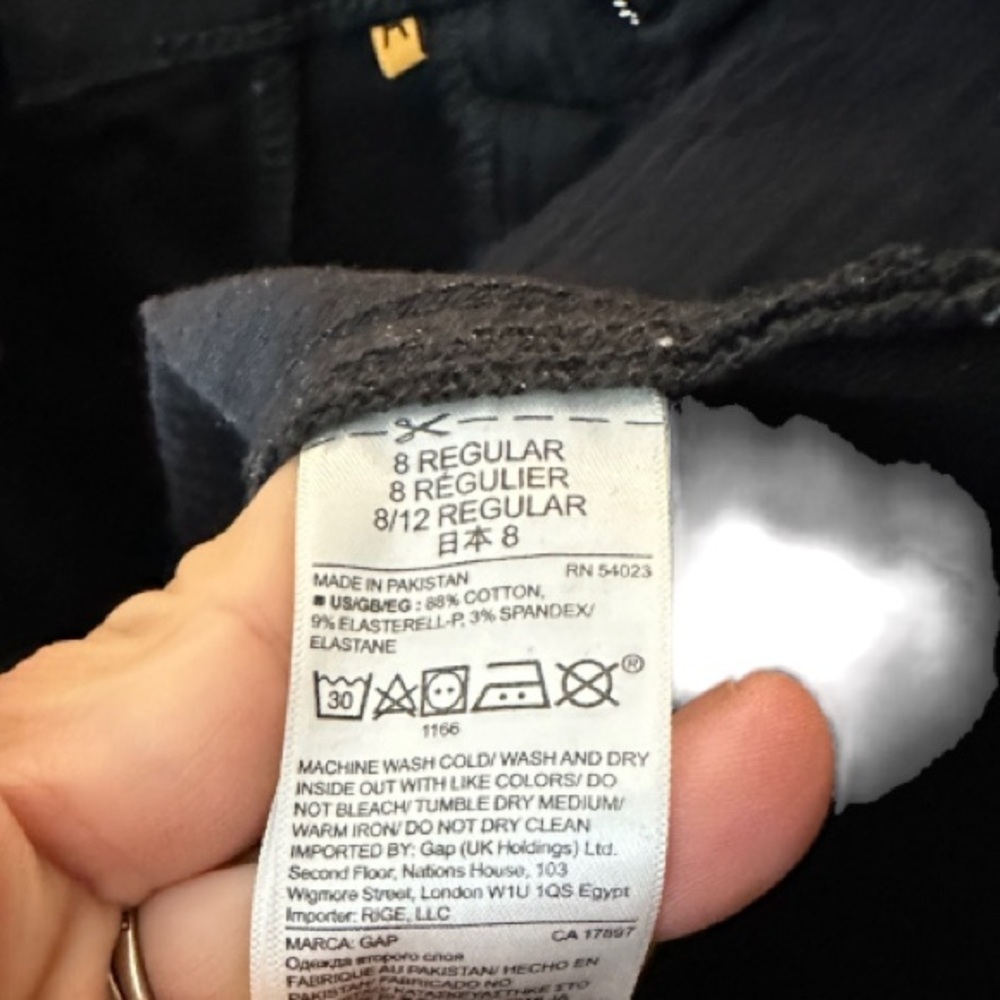 8 REGULAR
8 RÉGULIER
8/12 REGULAR
日本 8
MADE IN PAKISTAN RN 54023
US/GB/EG : 88% COTTON,
9% ELASTERELL-P, 3% SPANDEX/
ELASTANE
30 ®
1166
MACHINE WASH COLD/ WASH AND DRY
INSIDE OUT WITH LIKE COLORS/ DO
NOT BLEACH/ TUMBLE DRY MEDIUM/
WARM IRON/ DO NOT DRY CLEAN
IMPORTED BY: Gap (UK Holdings) Ltd.
Second Floor, Nations House, 103
Wigmore Street, London W1U 1QS Egypt
Importer: RIGE, LLC
MARCA: GAP CA 17897
Одежда второго слоя
FABRIQUÉ AU PAKISTAN/ HECHO EN
PAKISTAN/ FABRICADO NO